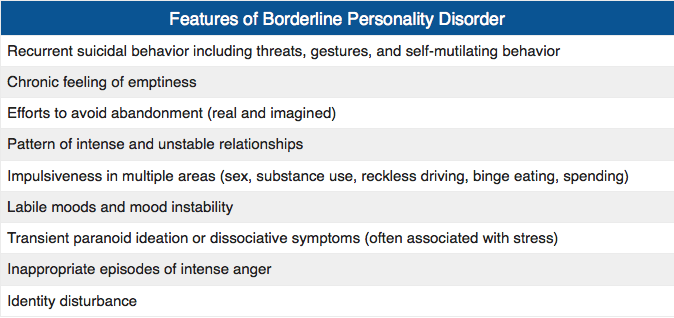 Features of Borderline Personality Disorder
Recurrent suicidal behavior including threats, gestures, and self-mutilating behavior
Chronic feeling of emptiness
Efforts to avoid abandonment (real and imagined)
Pattern of intense and unstable relationships
Impulsiveness in multiple areas (sex, substance use, reckless driving, binge eating, spending)
Labile moods and mood instability
Transient paranoid ideation or dissociative symptoms (often associated with stress)
Inappropriate episodes of intense anger
Identity disturbance